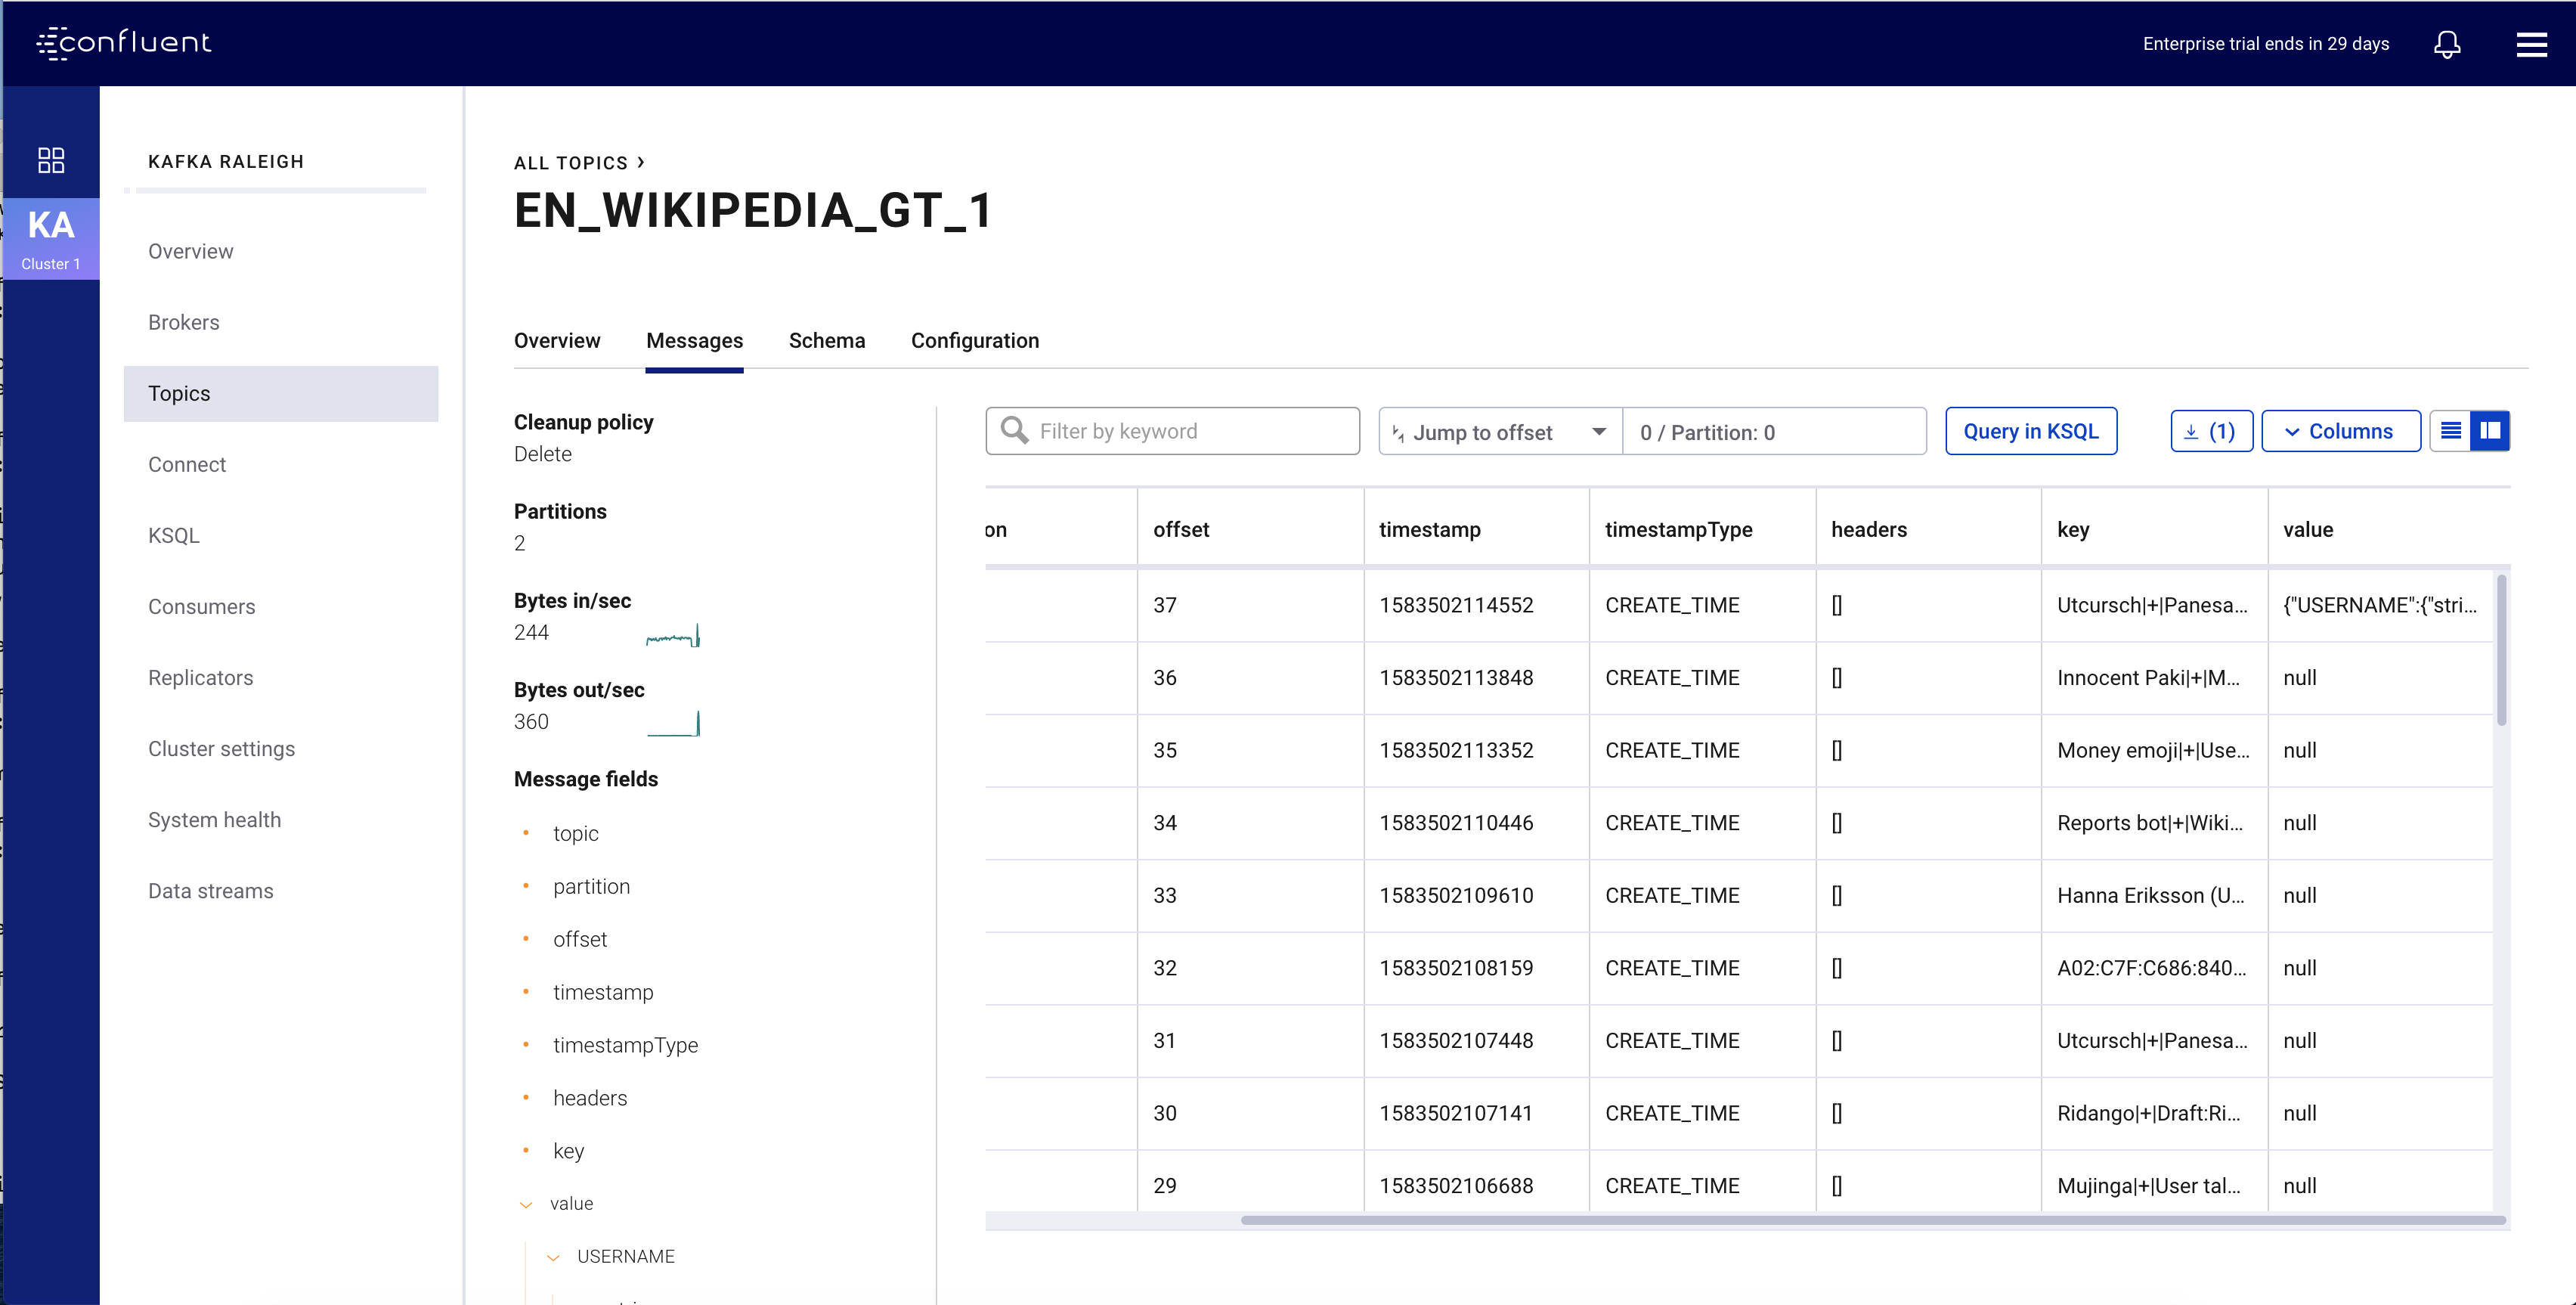 confluent
Enterprise trial ends in 29 days
KA
Cluster 1
KAFKA RALEIGH
Overview
Brokers
Topics
Connect
KSQL
Consumers
Replicators
Cluster settings
System health
Data streams
ALL TOPICS >
EN_WIKIPEDIA_GT_1
Overview Messages Schema Configuration
Cleanup policy
Delete
Partitions
2
Bytes in/sec
244
Bytes out/sec
360
Message fields
• topic
• partition
• offset
• timestamp
• timestampType
• headers
• key
value
USERNAME
Filter by keyword Jump to offset 0 / Partition: 0 Query in KSQL (1) Columns
on offset timestamp timestampType headers key value
37 1583502114552 CREATE_TIME [] Utcursch|+|Panesa... {"USERNAME":{"stri...
36 1583502113848 CREATE_TIME [] Innocent Paki|+|M... null
35 1583502113352 CREATE_TIME [] Money emoji|+|Use... null
34 1583502110446 CREATE_TIME [] Reports bot|+|Wiki... null
33 1583502109610 CREATE_TIME [] Hanna Eriksson (U... null
32 1583502108159 CREATE_TIME [] A02:C7F:C686:840... null
31 1583502107448 CREATE_TIME [] Utcursch|+|Panesa... null
30 1583502107141 CREATE_TIME [] Ridango|+|Draft:Ri... null
29 1583502106688 CREATE_TIME [] Mujinga|+|User tal... null